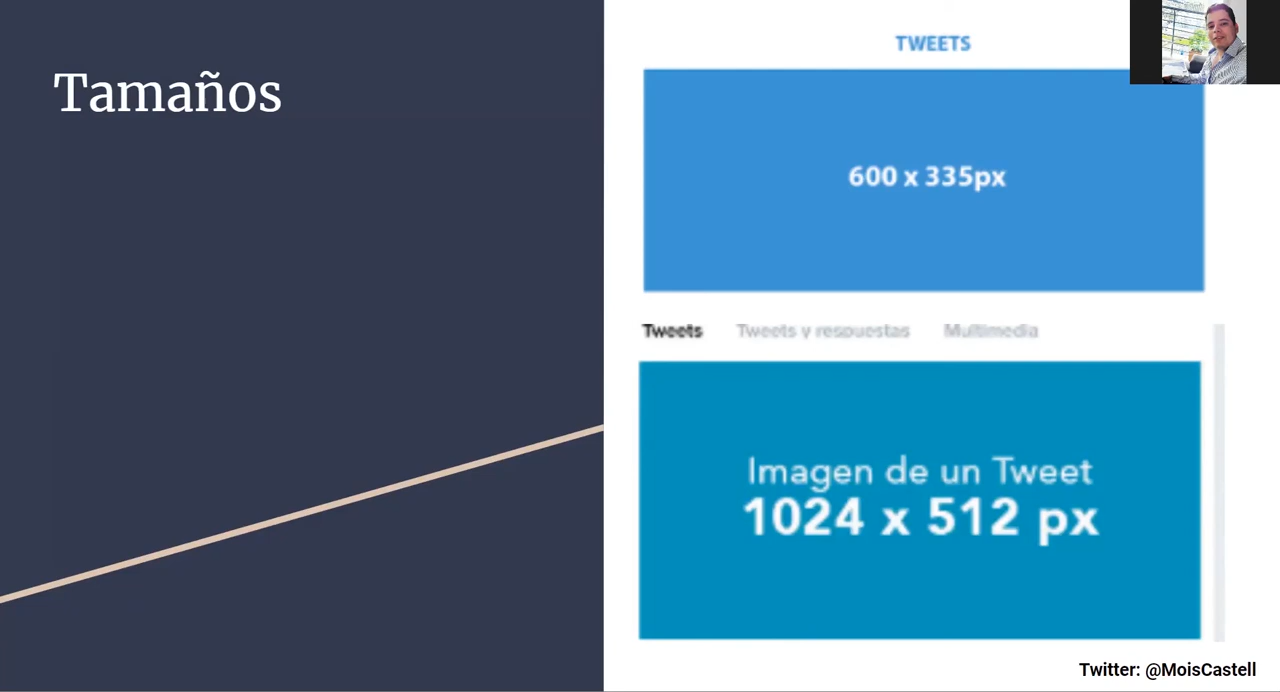 Tamaños
TWEETS
600 x 335px
Tweets Tweets y respuestas Multimedia
Imagen de un Tweet
1024 x 512 px
Twitter: @MoisCastell